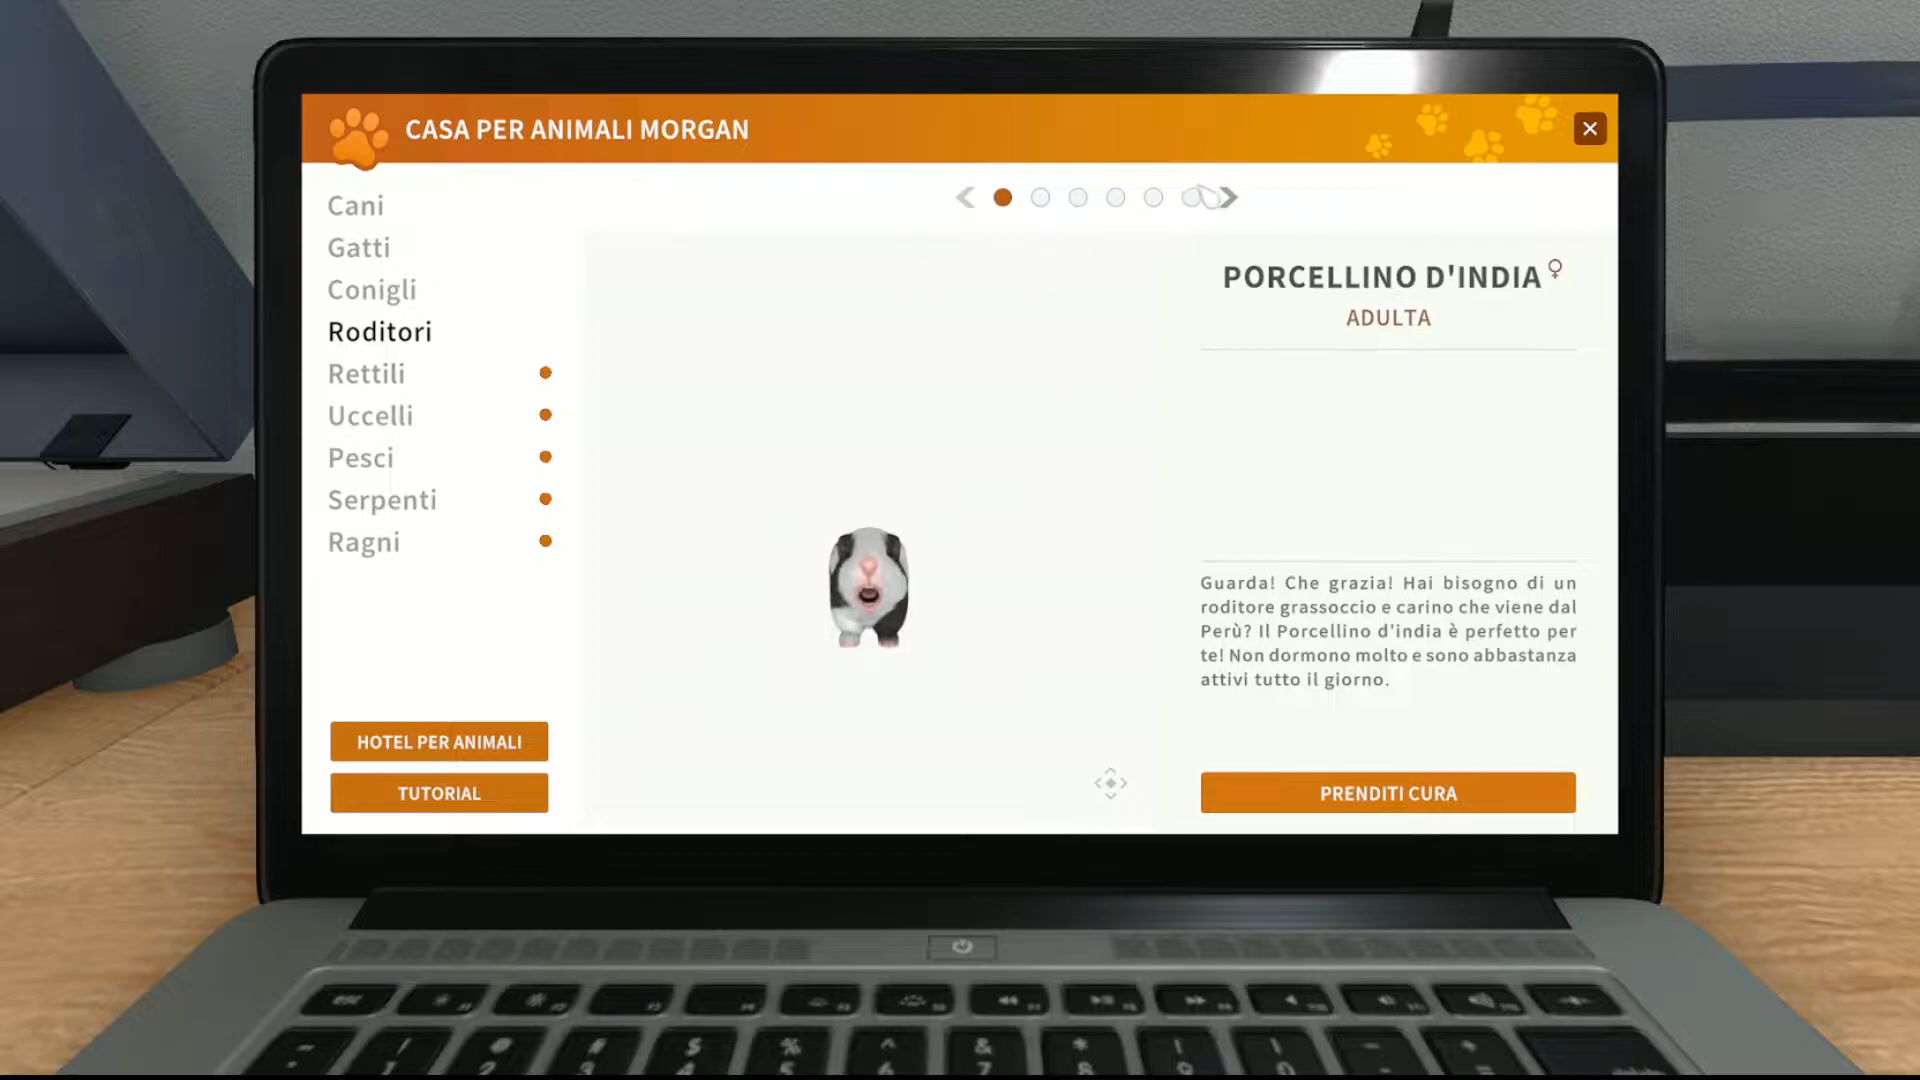 CASA PER ANIMALI MORGAN
Cani
Gatti
Conigli
Roditori
Rettili
Uccelli
Pesci
Serpenti
Ragni
HOTEL PER ANIMALI
TUTORIAL
PORCELLINO D'INDIA
ADULTA
Guarda! Che grazia! Hai bisogno di un
roditore grassoccio e carino che viene dal
Perù? Il Porcellino d'india è perfetto per
te! Non dormono molto e sono abbastanza
attivi tutto il giorno.
PRENDITI CURA